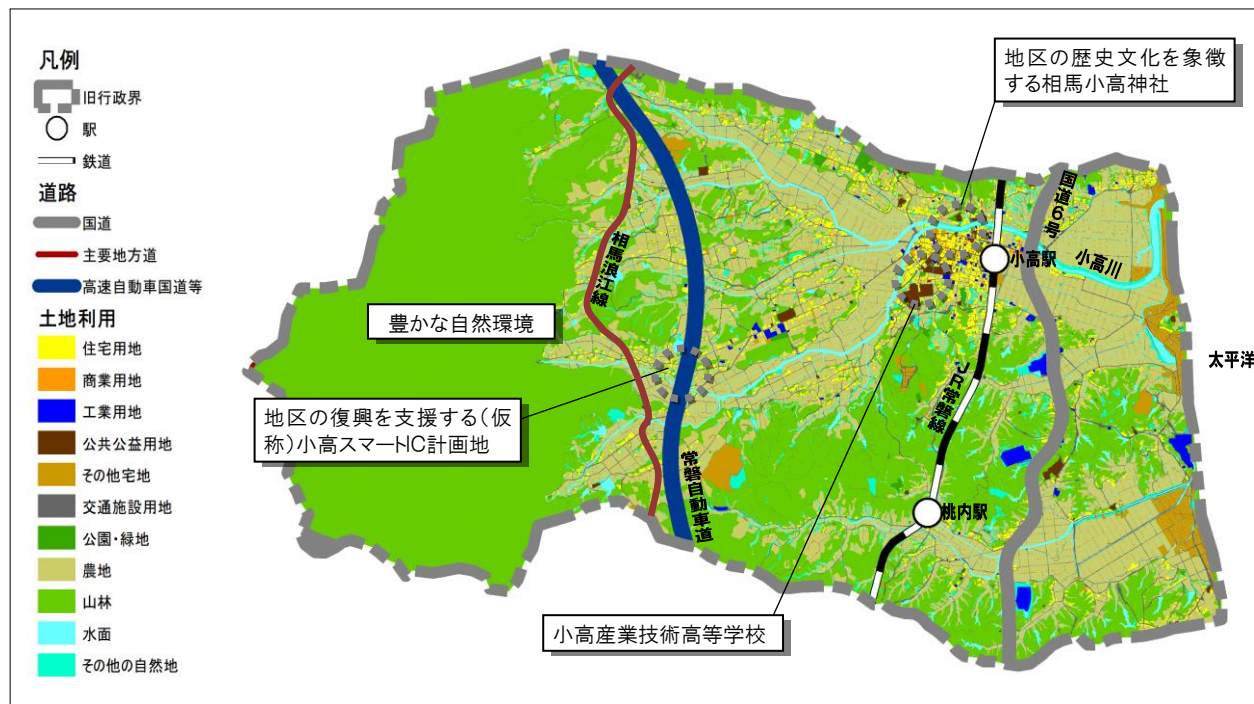 凡例
旧行政界
駅
鉄道
道路
国道
主要地方道
高速自動車国道等
土地利用
住宅用地
商業用地
工業用地
公共公益用地
その他宅地
交通施設用地
公園・緑地
農地
山林
水面
その他の自然地
地区の歴史文化を象徴
する相馬小高神社
国道6号
小高駅
小高川
相馬浪江線
豊かな自然環境
太平洋
地区の復興を支援する(仮
称)小高スマートIC計画地
JR常磐線
常磐自動車道
桃内駅
小高産業技術高等学校